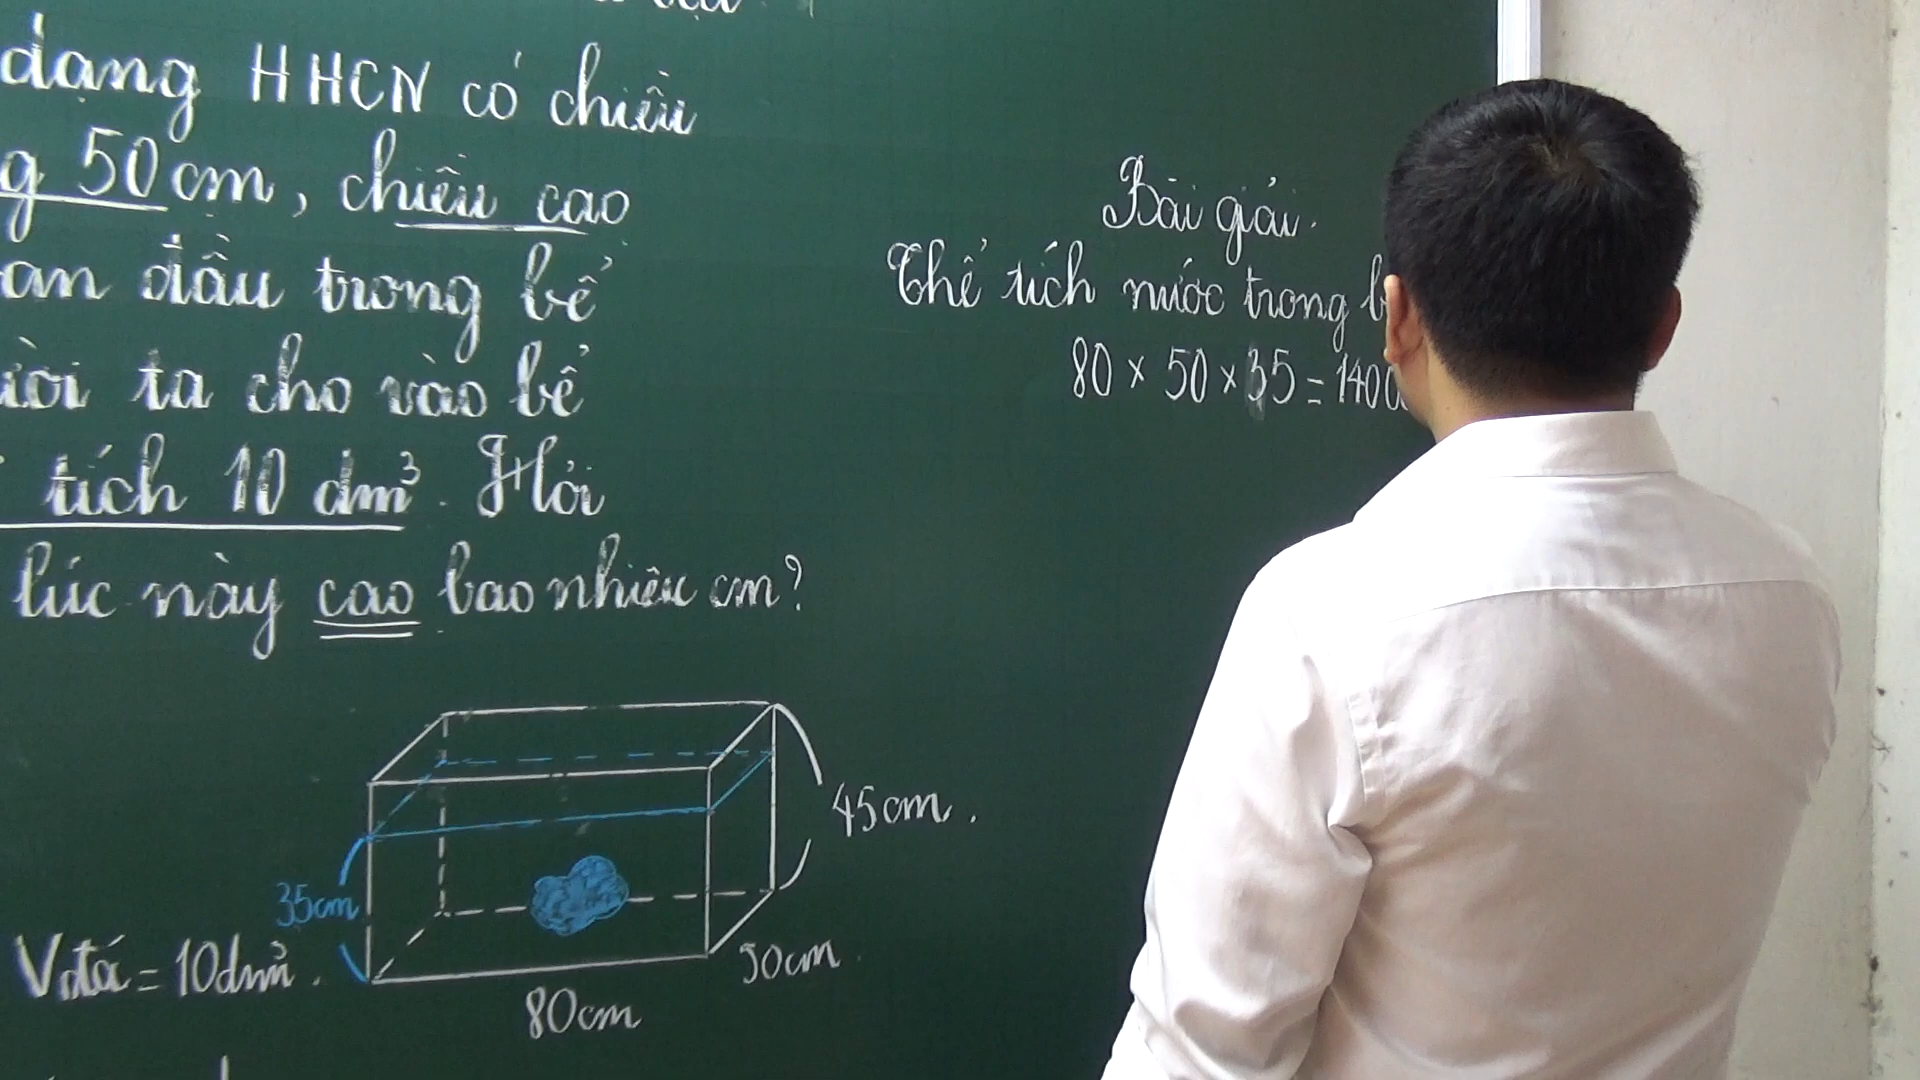 dạng HHCN có chiều
g 50cm, chiều cao
an đầu trong bể
ười ta cho vào bể
tích 10 dm³. Hỏi
lúc này cao bao nhiêu cm?
Bài giải.
Thể tích nước trong b
80 × 50 × 35 = 1400
45cm.
35cm
50cm
Vđá = 10dm³.
80cm